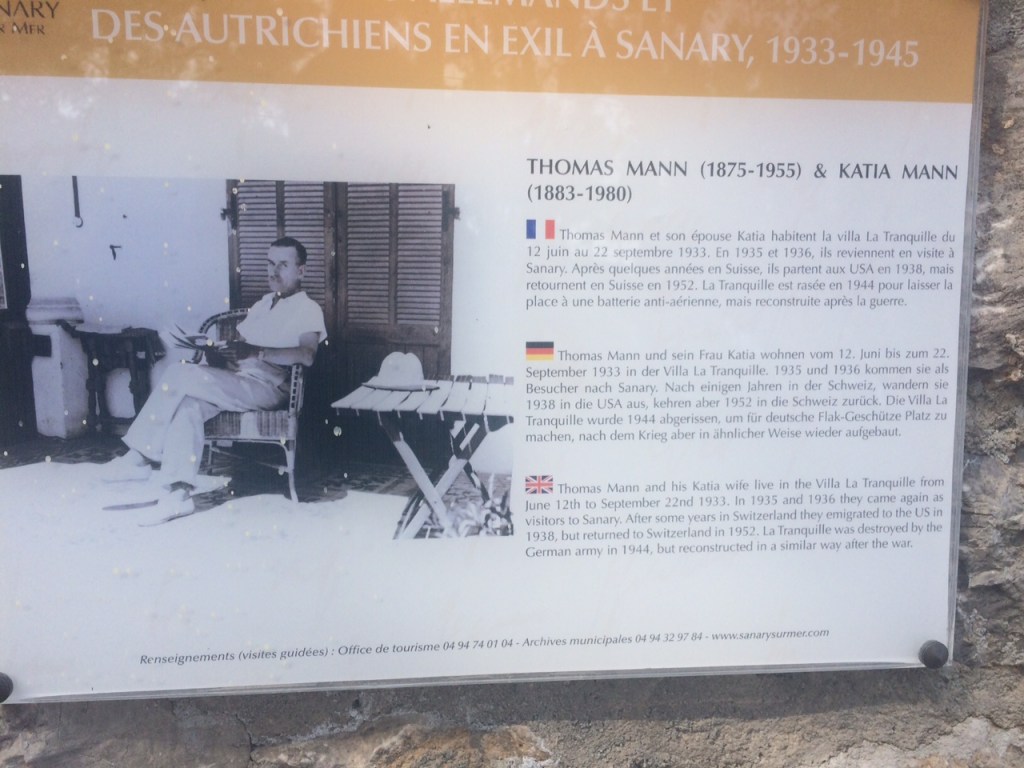 NARY
R MER
ALLEMANDS ET
DES AUTRICHIENS EN EXIL À SANARY, 1933-1945
THOMAS MANN (1875-1955) & KATIA MANN
(1883-1980)
Thomas Mann et son épouse Katia habitent la villa La Tranquille du
12 juin au 22 septembre 1933. En 1935 et 1936, ils reviennent en visite à
Sanary. Après quelques années en Suisse, ils partent aux USA en 1938, mais
retournent en Suisse en 1952. La Tranquille est rasée en 1944 pour laisser la
place à une batterie anti-aérienne, mais reconstruite après la guerre.
Thomas Mann und sein Frau Katia wohnen vom 12. Juni bis zum 22.
September 1933 in der Villa La Tranquille. 1935 und 1936 kommen sie als
Besucher nach Sanary. Nach einigen Jahren in der Schweiz, wandern sie
1938 in die USA aus, kehren aber 1952 in die Schweiz zurück. Die Villa La
Tranquille wurde 1944 abgerissen, um für deutsche Flak-Geschütze Platz zu
machen, nach dem Krieg aber in ähnlicher Weise wieder aufgebaut.
Thomas Mann and his Katia wife live in the Villa La Tranquille from
June 12th to September 22nd 1933. In 1935 and 1936 they came again as
visitors to Sanary. After some years in Switzerland they emigrated to the US in
1938, but returned to Switzerland in 1952. La Tranquille was destroyed by the
German army in 1944, but reconstructed in a similar way after the war.
Renseignements (visites guidées) : Office de tourisme 04 94 74 01 04 - Archives municipales 04 94 32 97 84 - www.sanarysurmer.com